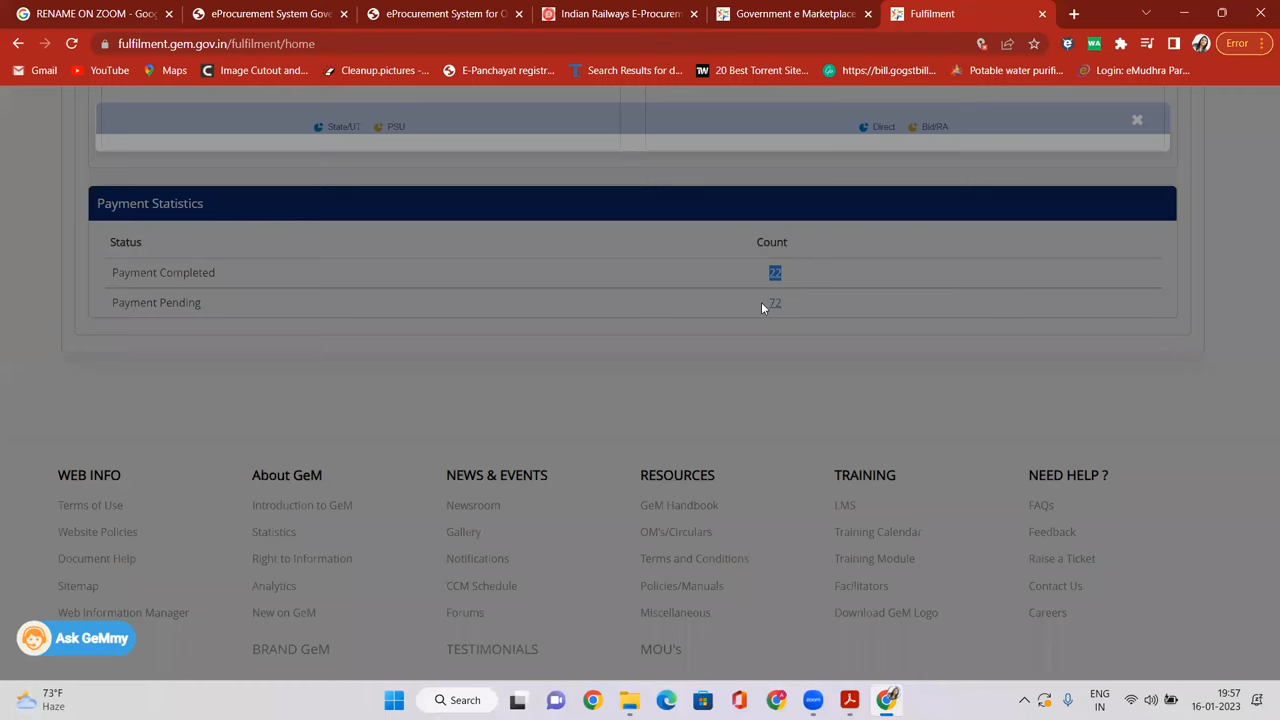 RENAME ON ZOOM - Goog
eProcurement System Gove
eProcurement System for C
Indian Railways E-Procurem
Government e Marketplace
Fulfilment
fulfilment.gem.gov.in/fulfilment/home
Error
Gmail
YouTube
Maps
Image Cutout and...
Cleanup.pictures -...
E-Panchayat registr...
Search Results for d...
20 Best Torrent Site...
https://bill.gogstbill...
Potable water purifi...
Login: eMudhra Par...
State/UT PSU
Direct Bid/RA
Payment Statistics
Status Count
Payment Completed 22
Payment Pending 72
WEB INFO
Terms of Use
Website Policies
Document Help
Sitemap
Web Information Manager
About GeM
Introduction to GeM
Statistics
Right to Information
Analytics
New on GeM
BRAND GeM
NEWS & EVENTS
Newsroom
Gallery
Notifications
CCM Schedule
Forums
TESTIMONIALS
RESOURCES
GeM Handbook
OM's/Circulars
Terms and Conditions
Policies/Manuals
Miscellaneous
MOU's
TRAINING
LMS
Training Calendar
Training Module
Facilitators
Download GeM Logo
NEED HELP ?
FAQs
Feedback
Raise a Ticket
Contact Us
Careers
Ask GeMmy
73°F
Haze
Search
ENG
IN
19:57
16-01-2023